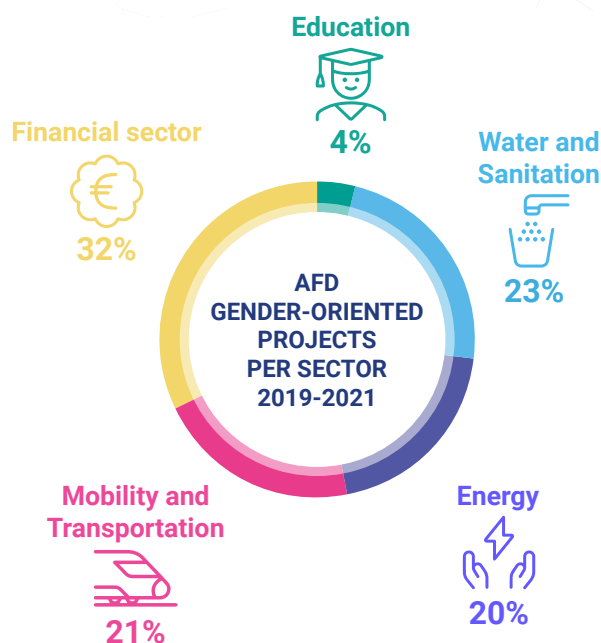 Education
4%
Financial sector
€
32%
Water and
Sanitation
23%
AFD
GENDER-ORIENTED
PROJECTS
PER SECTOR
2019-2021
Mobility and
Transportation
21%
Energy
20%